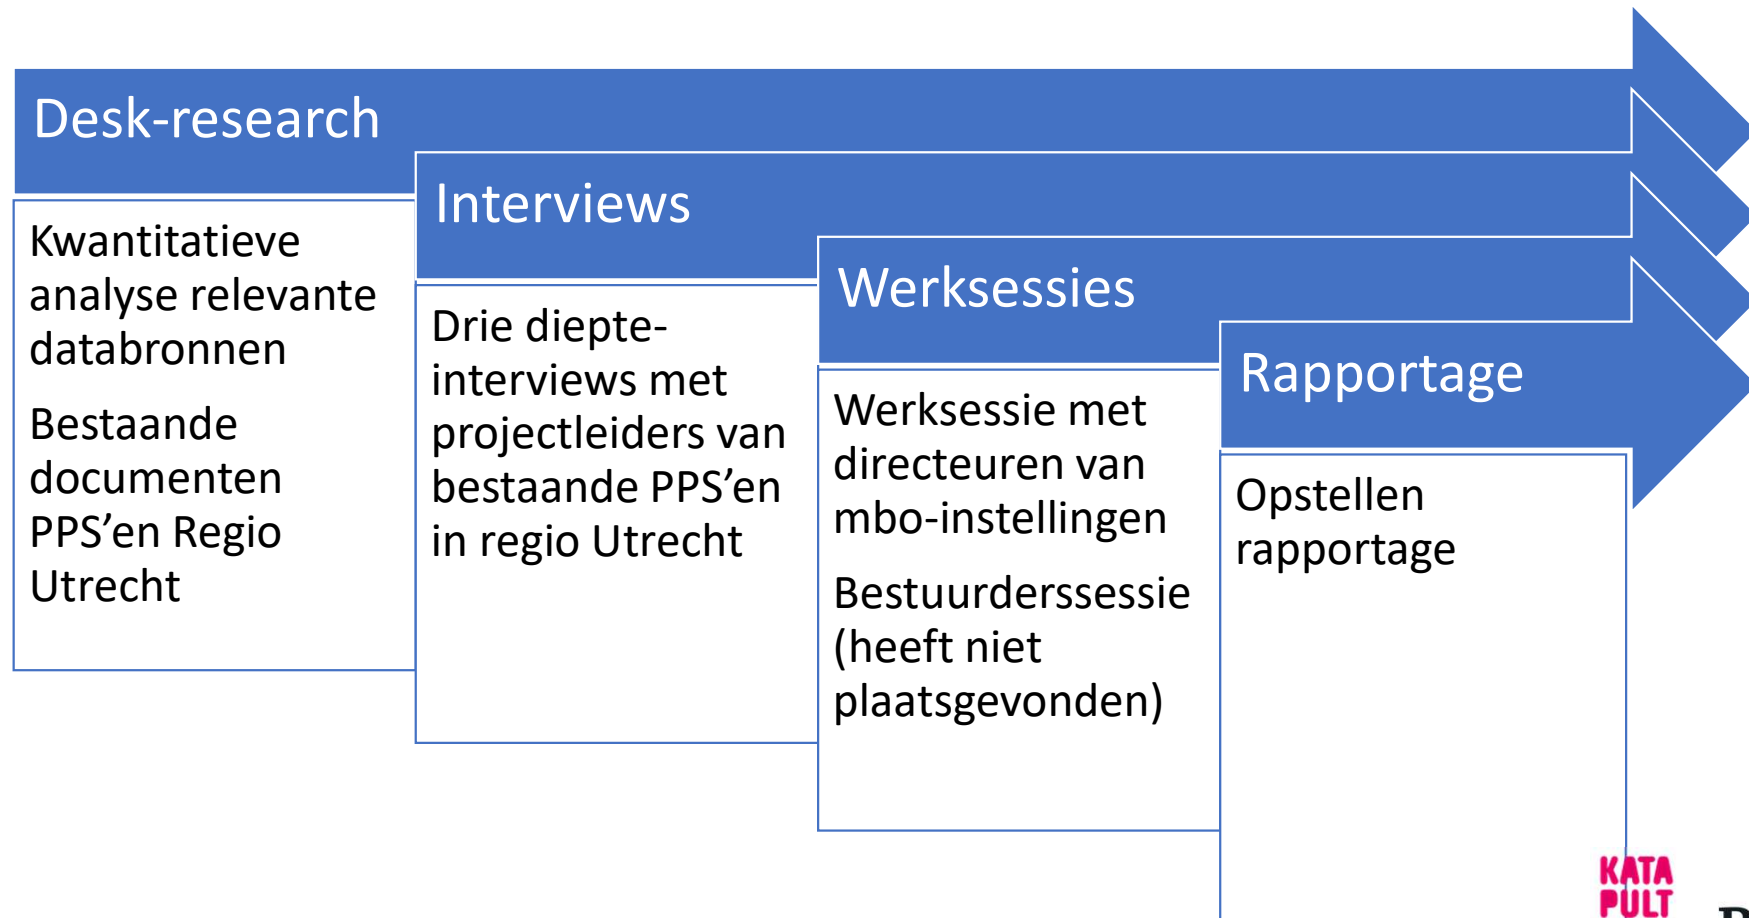 Desk-research
Kwantitatieve
analyse relevante
databronnen
Bestaande
documenten
PPS’en Regio
Utrecht
Interviews
Drie diepte-
interviews met
projectleiders van
bestaande PPS’en
in regio Utrecht
Werksessies
Werksessie met
directeuren van
mbo-instellingen
Bestuurderssessie
(heeft niet
plaatsgevonden)
Rapportage
Opstellen
rapportage
KATA
PULT